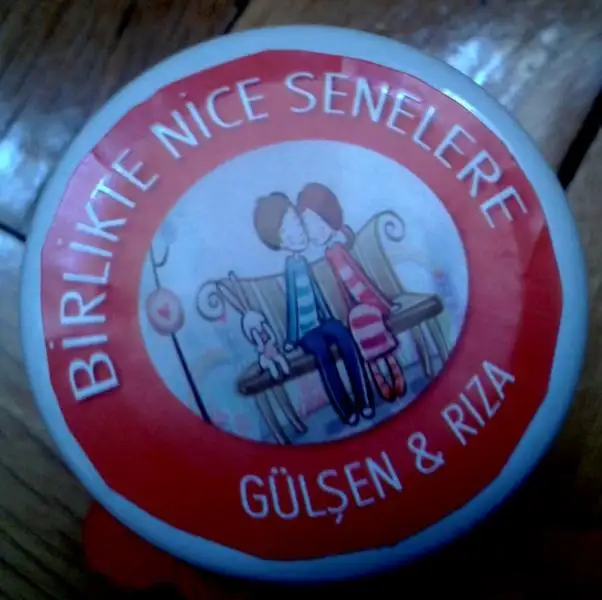 BİRLİKTE NİCE SENELERE
GÜLŞEN & RIZA